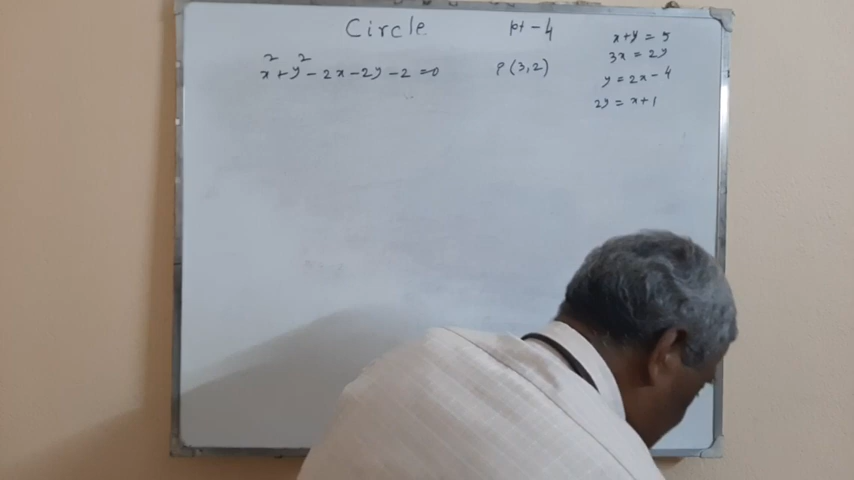 Circle pt - 4
x² + y² - 2x - 2y - 2 = 0 P(3,2)
x + y = 5
3x = 2y
y = 2x - 4
2y = x + 1